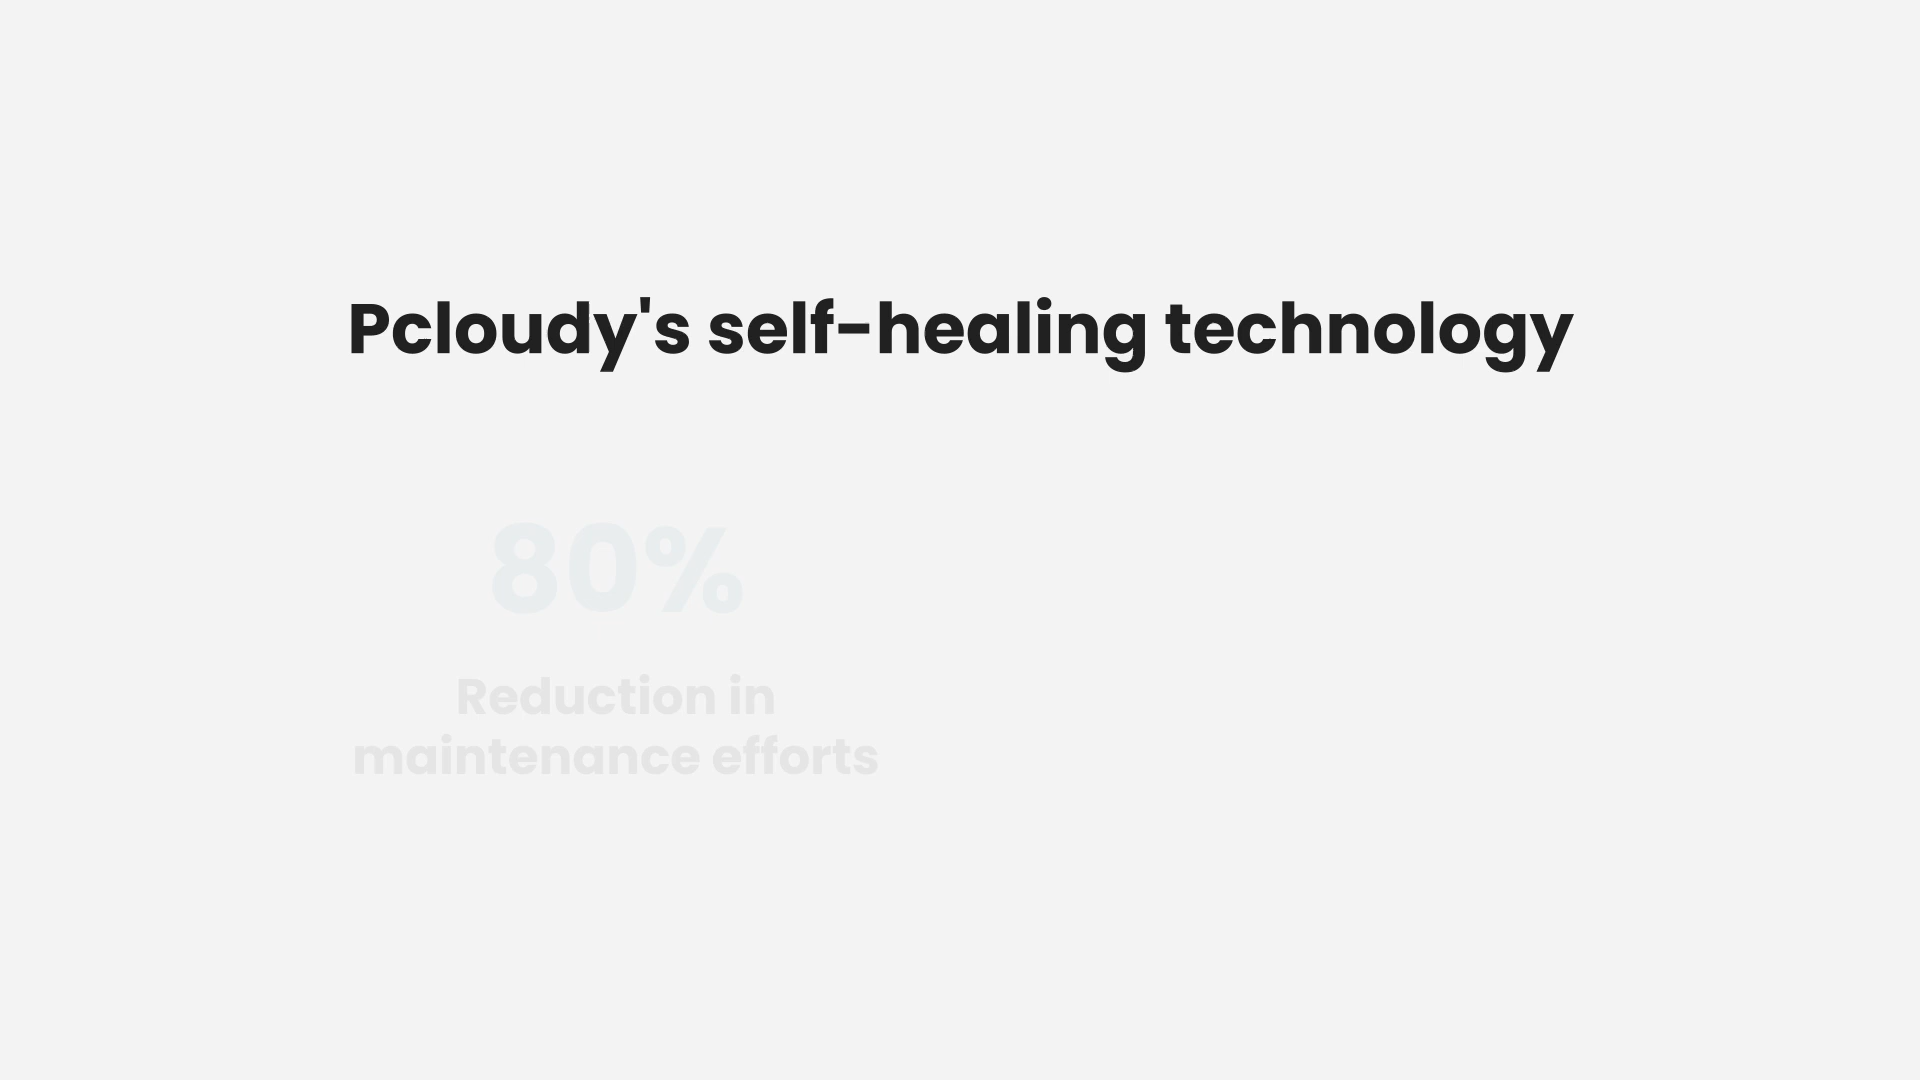 Pcloudy's self-healing technology
80%
Reduction in
maintenance efforts